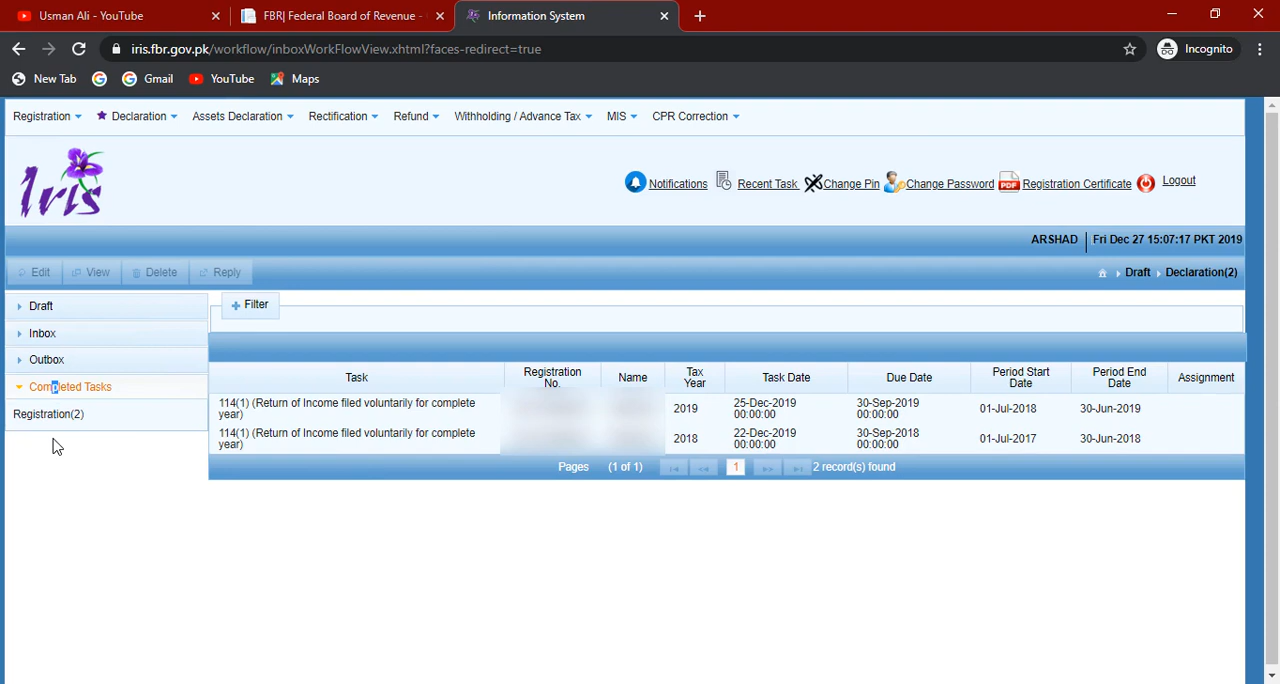 Usman Ali - YouTube
FBR| Federal Board of Revenue -
Information System
iris.fbr.gov.pk/workflow/inboxWorkFlowView.xhtml?faces-redirect=true
Incognito
New Tab
Gmail
YouTube
Maps
Registration
Declaration
Assets Declaration
Rectification
Refund
Withholding / Advance Tax
MIS
CPR Correction
Iris
Notifications
Recent Task
Change Pin
Change Password
PDF
Registration Certificate
Logout
ARSHAD
Fri Dec 27 15:07:17 PKT 2019
Edit
View
Delete
Reply
Draft
Declaration(2)
Draft
Inbox
Outbox
Completed Tasks
Registration(2)
Filter
Task
Registration
No.
Name
Tax
Year
Task Date
Due Date
Period Start
Date
Period End
Date
Assignment
114(1) (Return of Income filed voluntarily for complete
year)
2019
25-Dec-2019
00:00:00
30-Sep-2019
00:00:00
01-Jul-2018
30-Jun-2019
114(1) (Return of Income filed voluntarily for complete
year)
2018
22-Dec-2019
00:00:00
30-Sep-2018
00:00:00
01-Jul-2017
30-Jun-2018
Pages
(1 of 1)
1
2 record(s) found